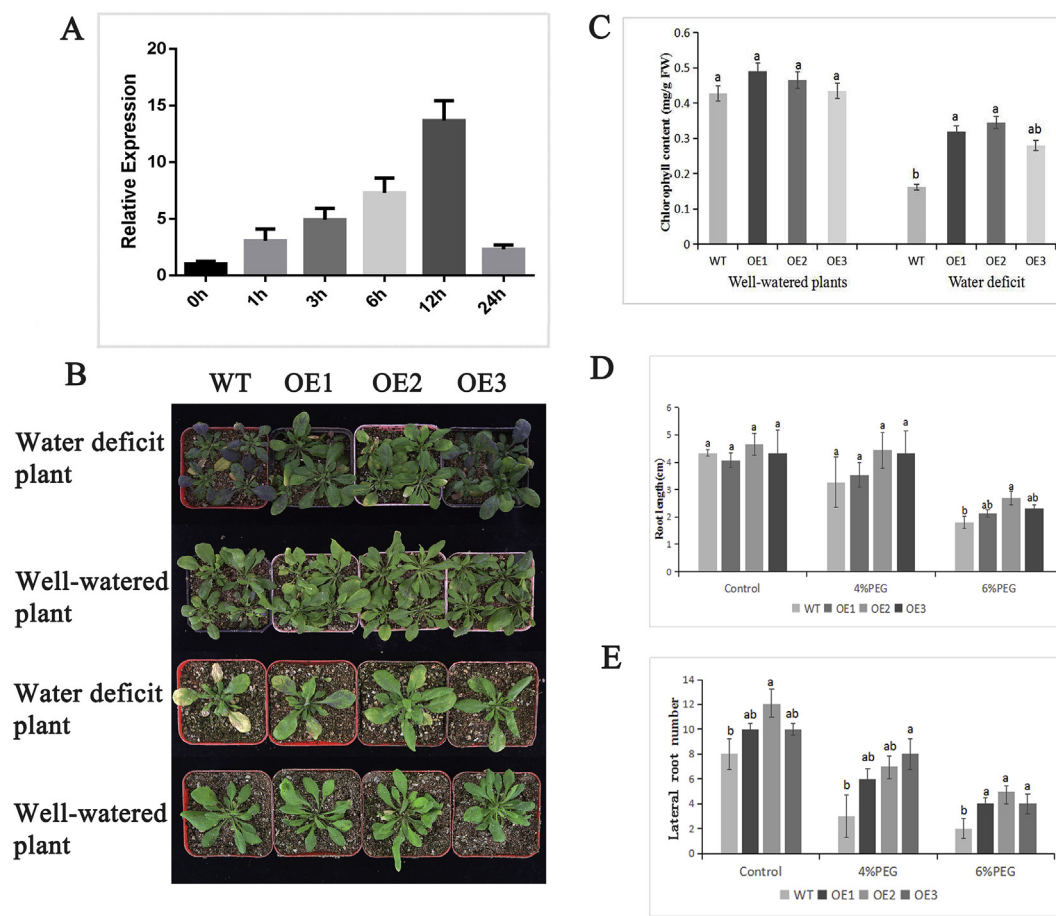 A
20
15
10
5
0
Relative Expression
0h 1h 3h 6h 12h 24h
B
WT OE1 OE2 OE3
Water deficit
plant
Well-watered
plant
Water deficit
plant
Well-watered
plant
C
0.6
0.5
0.4
0.3
0.2
0.1
0
Chlorophyll content (mg/g FW)
a a a a b a a ab
WT OE1 OE2 OE3 WT OE1 OE2 OE3
Well-watered plants Water deficit
D
6
5
4
3
2
1
0
Root length(cm)
a a a a a a a a b ab a ab
Control 4%PEG 6%PEG
WT OE1 OE2 OE3
E
14
12
10
8
6
4
2
0
Lateral root number
b ab a ab b ab ab a b a a a
Control 4%PEG 6%PEG
WT OE1 OE2 OE3